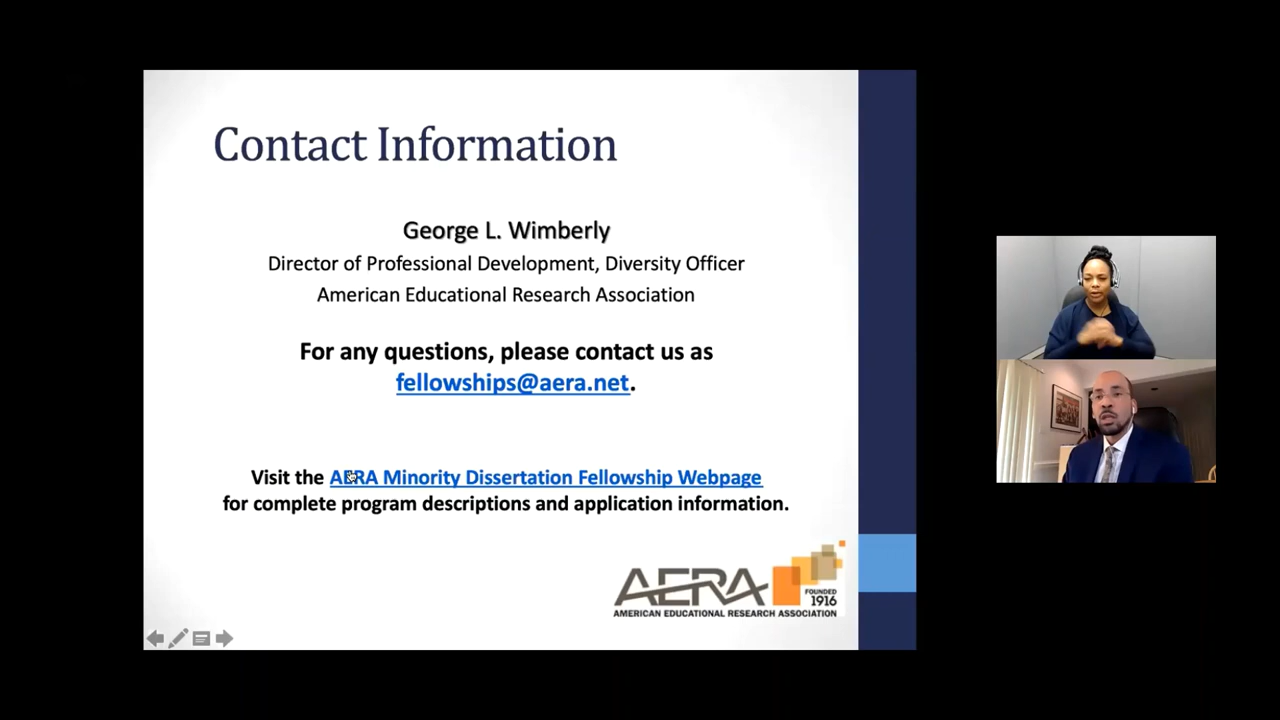 Contact Information
George L. Wimberly
Director of Professional Development, Diversity Officer
American Educational Research Association
For any questions, please contact us as
fellowships@aera.net.
Visit the AERA Minority Dissertation Fellowship Webpage
for complete program descriptions and application information.
AERA
FOUNDED
1916
AMERICAN EDUCATIONAL RESEARCH ASSOCIATION